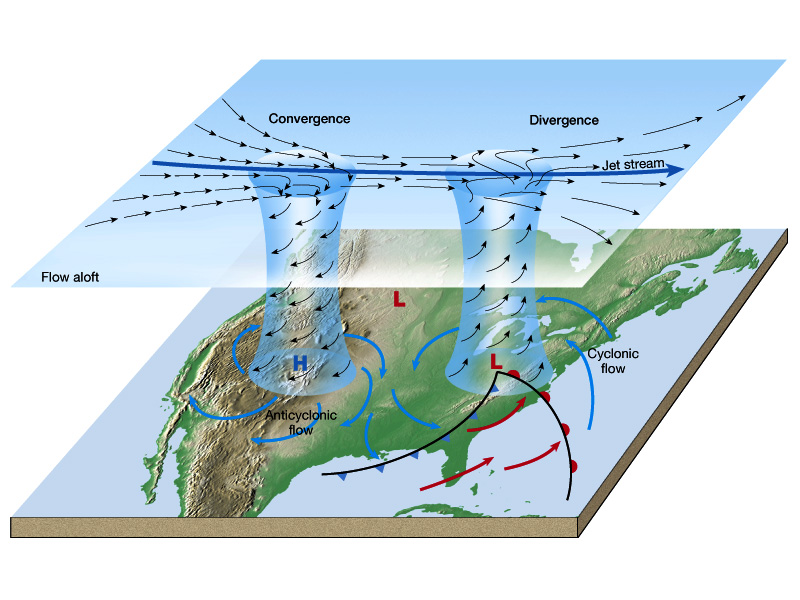 Convergence
Divergence
Jet stream
Flow aloft
L
H
L
Cyclonic
flow
Anticyclonic
flow